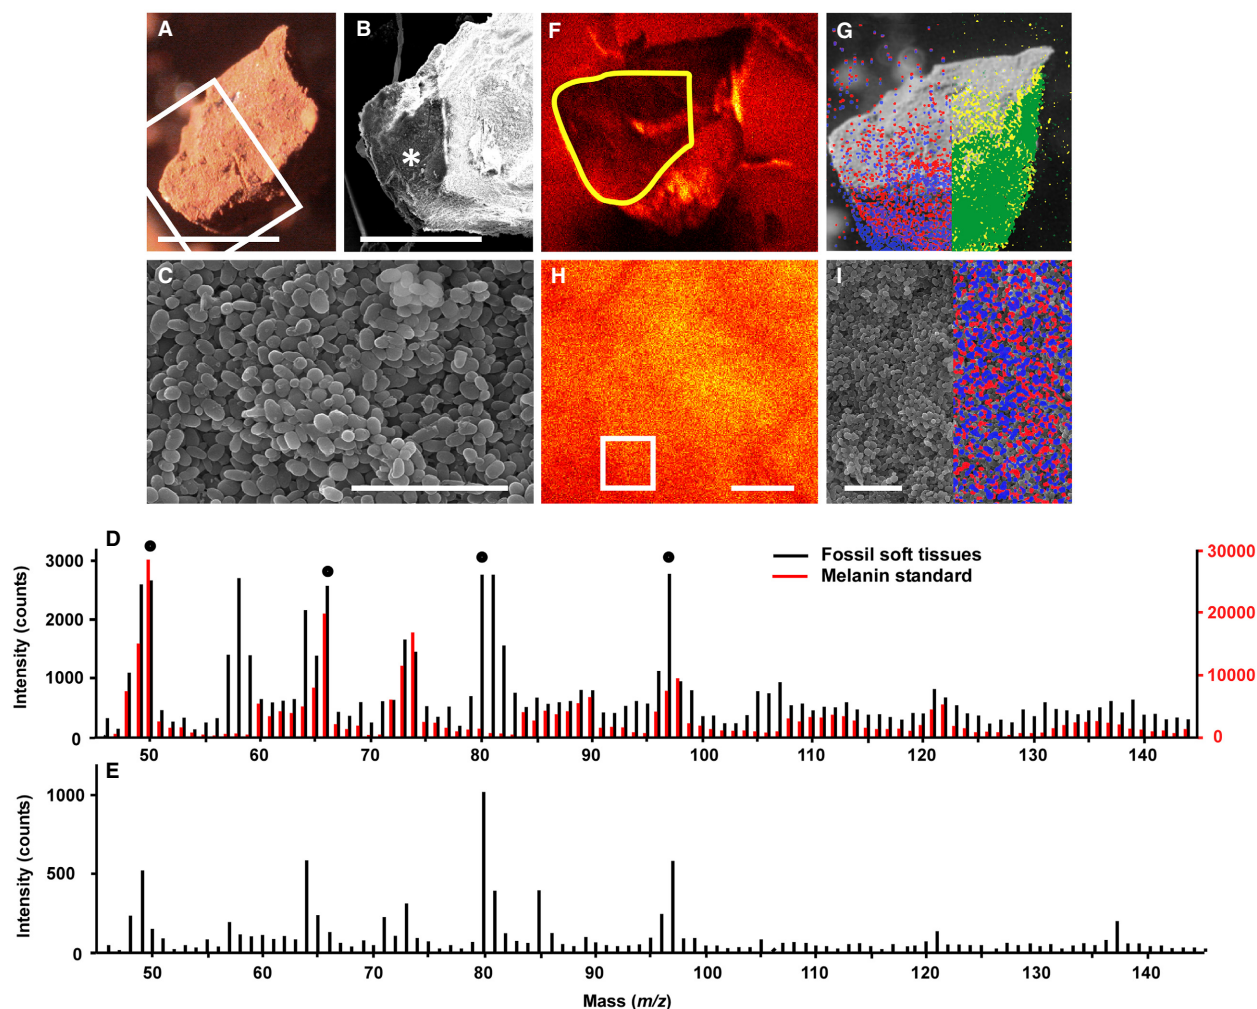 A
B
F
G
*
C
H
I
D
Fossil soft tissues
Melanin standard
Intensity (counts)
3000
2000
1000
0
30000
20000
10000
0
50 60 70 80 90 100 110 120 130 140
E
Intensity (counts)
1000
500
0
50 60 70 80 90 100 110 120 130 140
Mass (m/z)